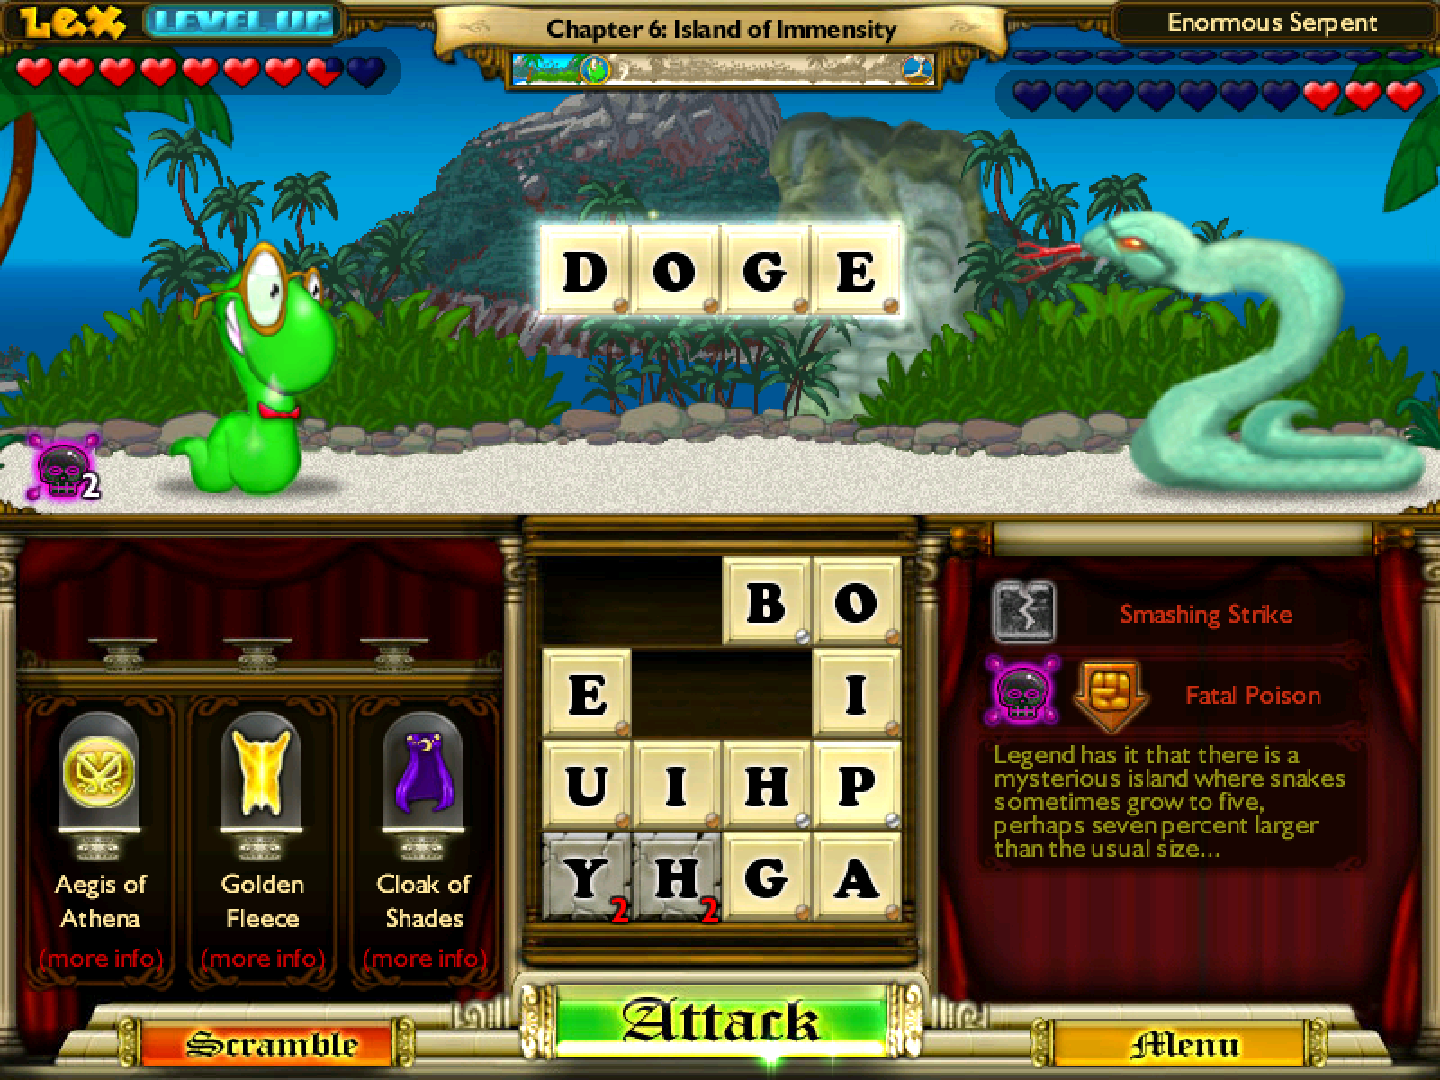 Lex LEVEL UP
Chapter 6: Island of Immensity
Enormous Serpent
D O G E
2
B O
E I
U I H P
Y 2 H 2 G A
Aegis of
Athena
(more info)
Golden
Fleece
(more info)
Cloak of
Shades
(more info)
Smashing Strike
Fatal Poison
Legend has it that there is a
mysterious island where snakes
sometimes grow to five,
perhaps seven percent larger
than the usual size...
Scramble
Attack
Menu